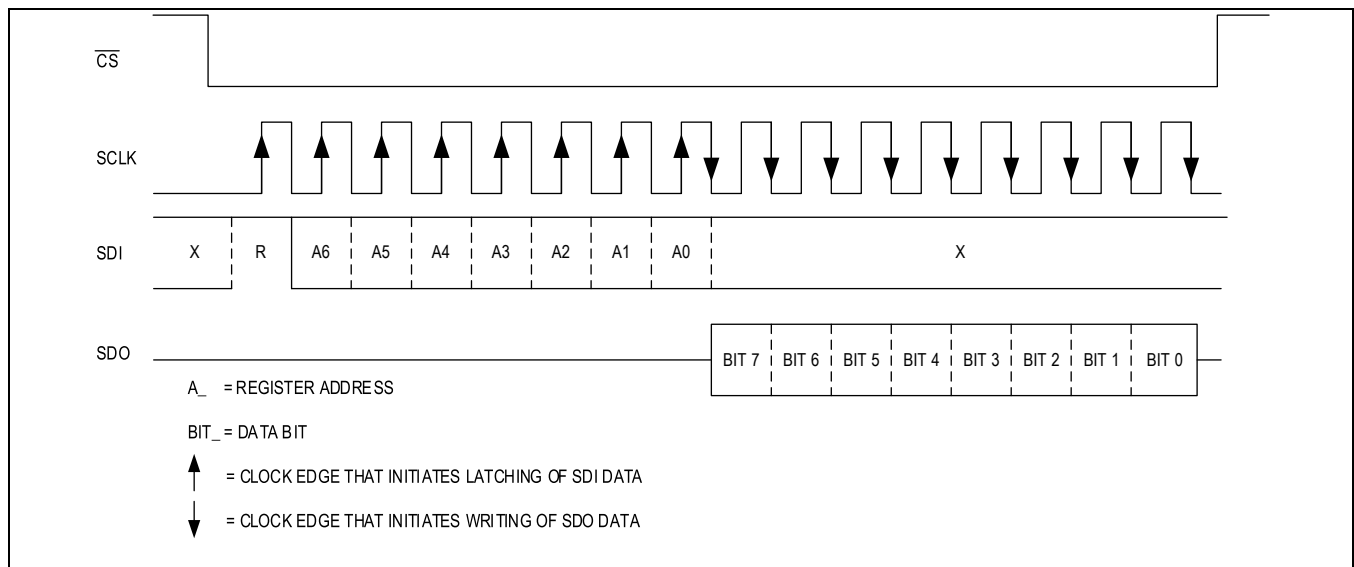 CS
SCLK
SDI X R A6 A5 A4 A3 A2 A1 A0 X
SDO BIT 7 BIT 6 BIT 5 BIT 4 BIT 3 BIT 2 BIT 1 BIT 0
A_ = REGISTER ADDRESS
BIT_ = DATA BIT
= CLOCK EDGE THAT INITIATES LATCHING OF SDI DATA
= CLOCK EDGE THAT INITIATES WRITING OF SDO DATA